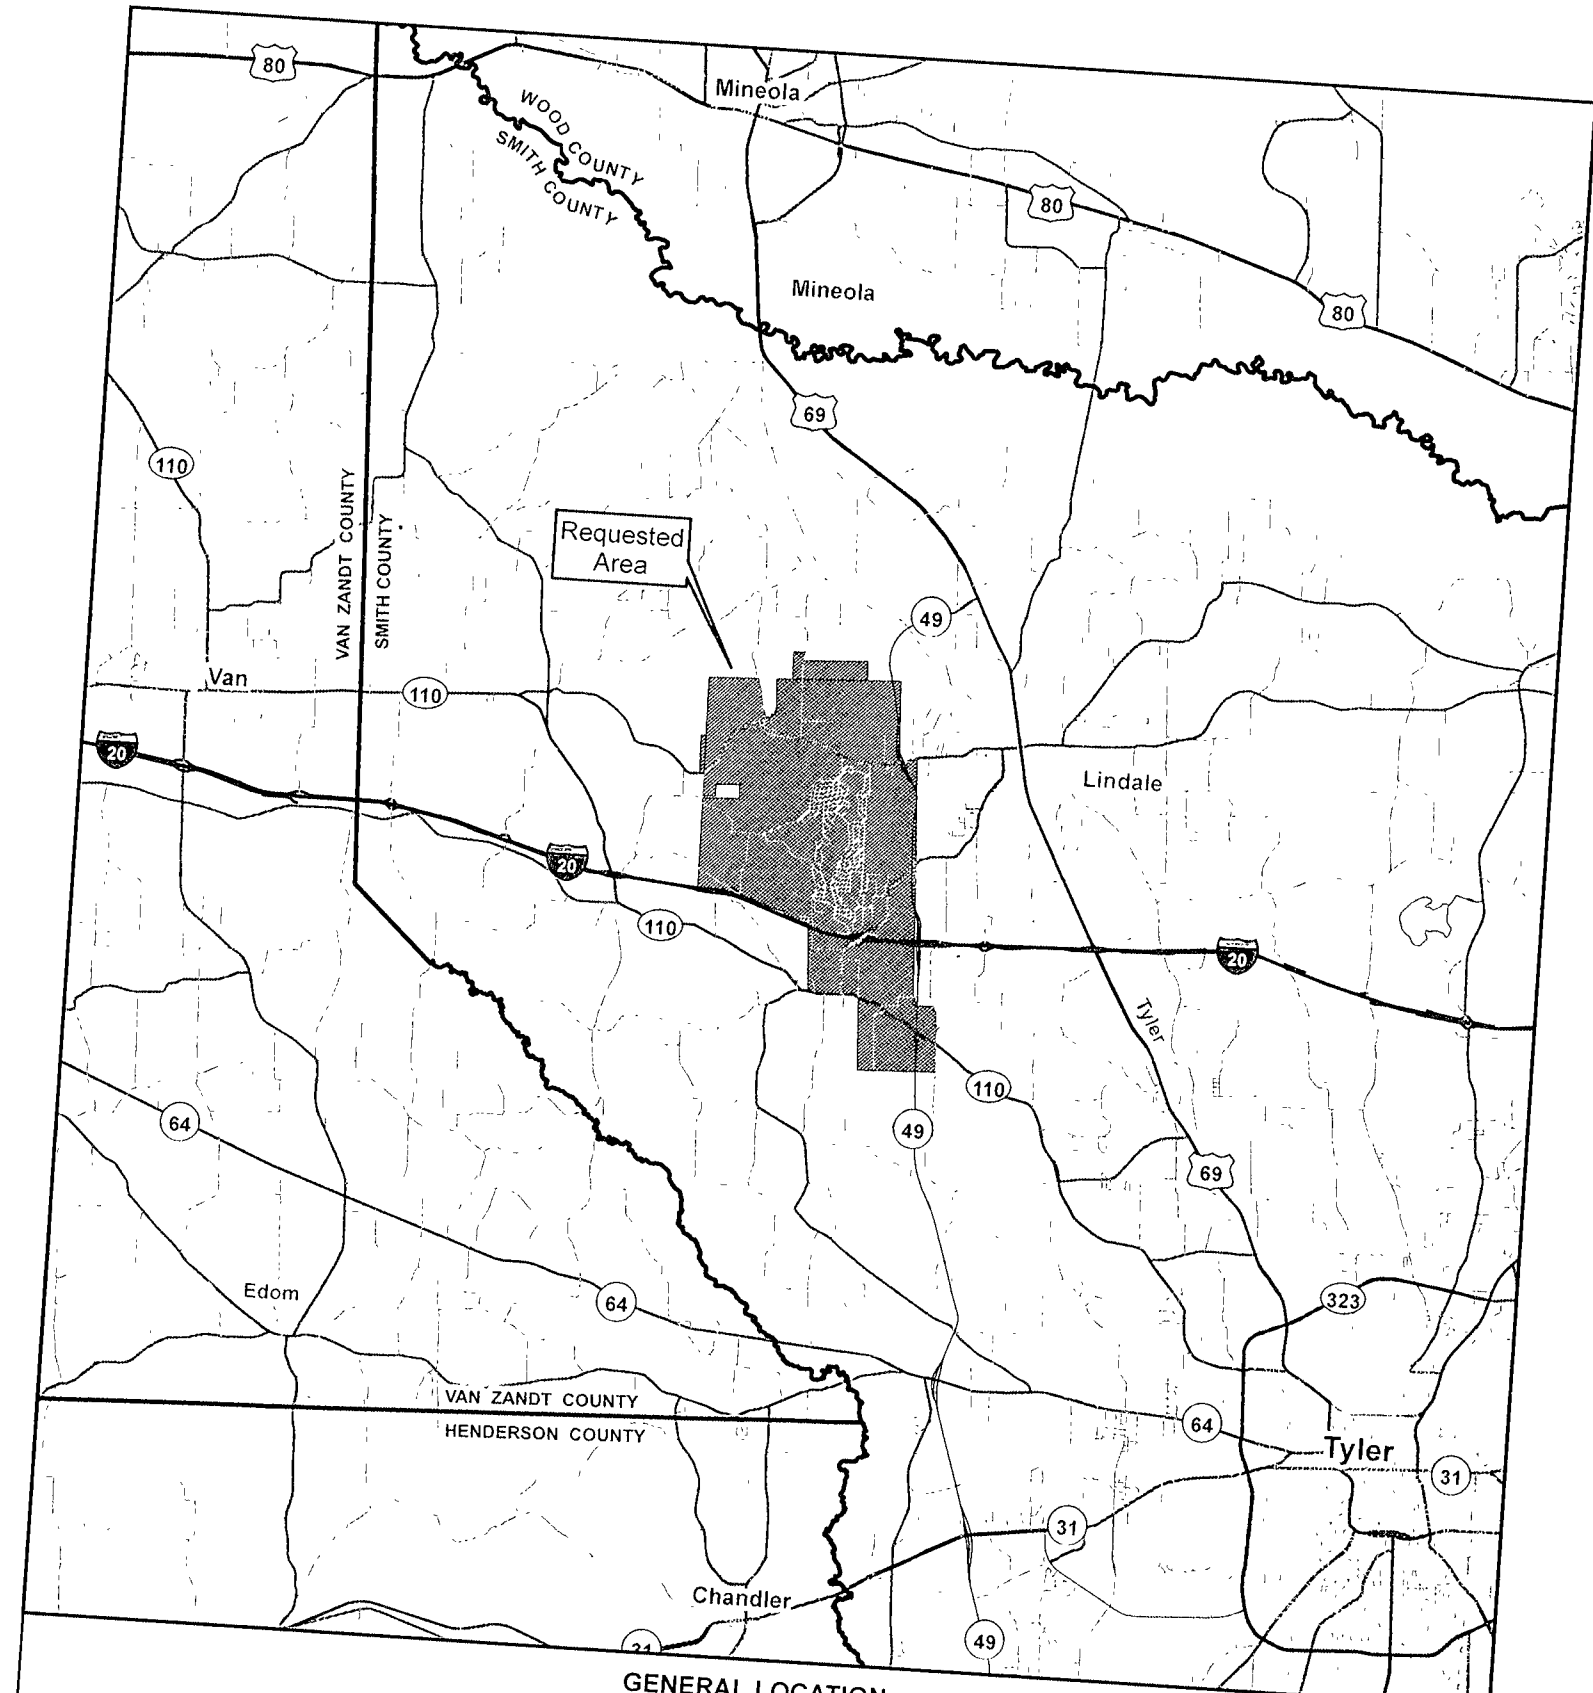 80
Mineola
WOOD COUNTY
SMITH COUNTY
80
Mineola
80
69
110
VAN ZANDT COUNTY
SMITH COUNTY
Requested
Area
49
Van
110
20
Lindale
20
110
20
Tyler
110
64
49
69
Edom
64
323
VAN ZANDT COUNTY
HENDERSON COUNTY
64
Tyler
31
31
Chandler
49
31
GENERAL LOCATION